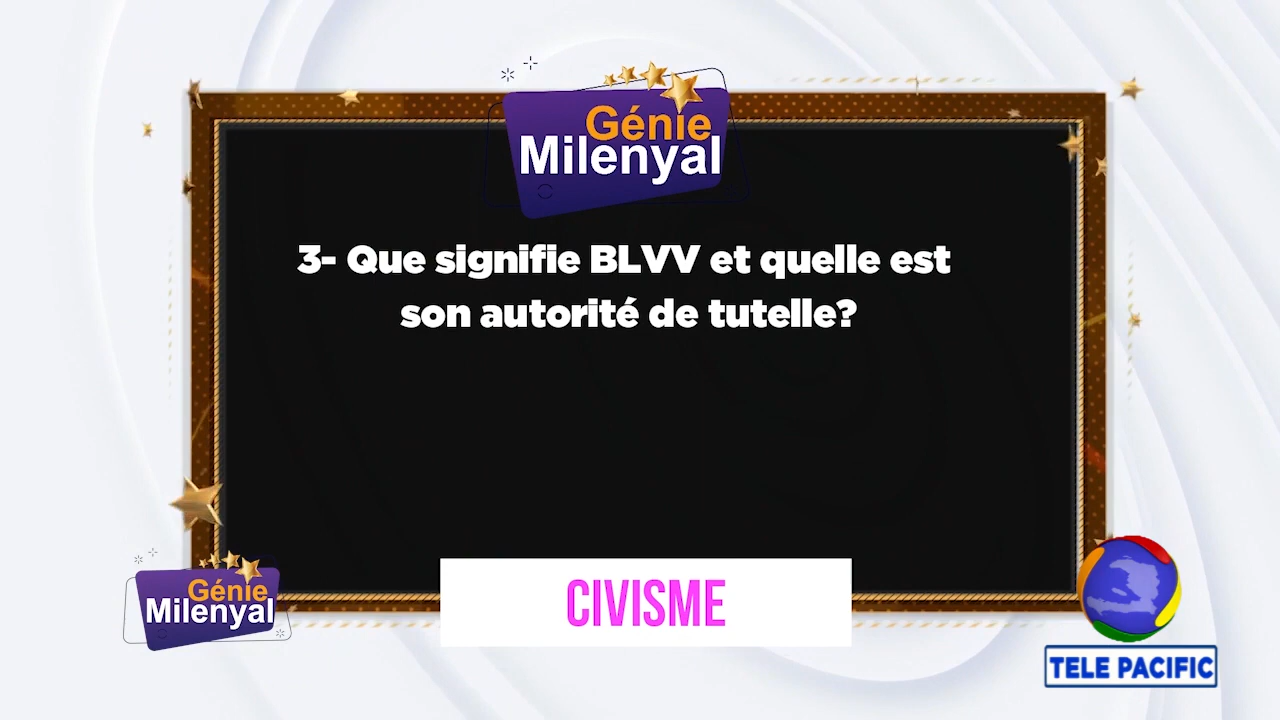 Génie
Milenyal
3- Que signifie BLVV et quelle est
son autorité de tutelle?
Génie
Milenyal
CIVISME
TELE PACIFIC